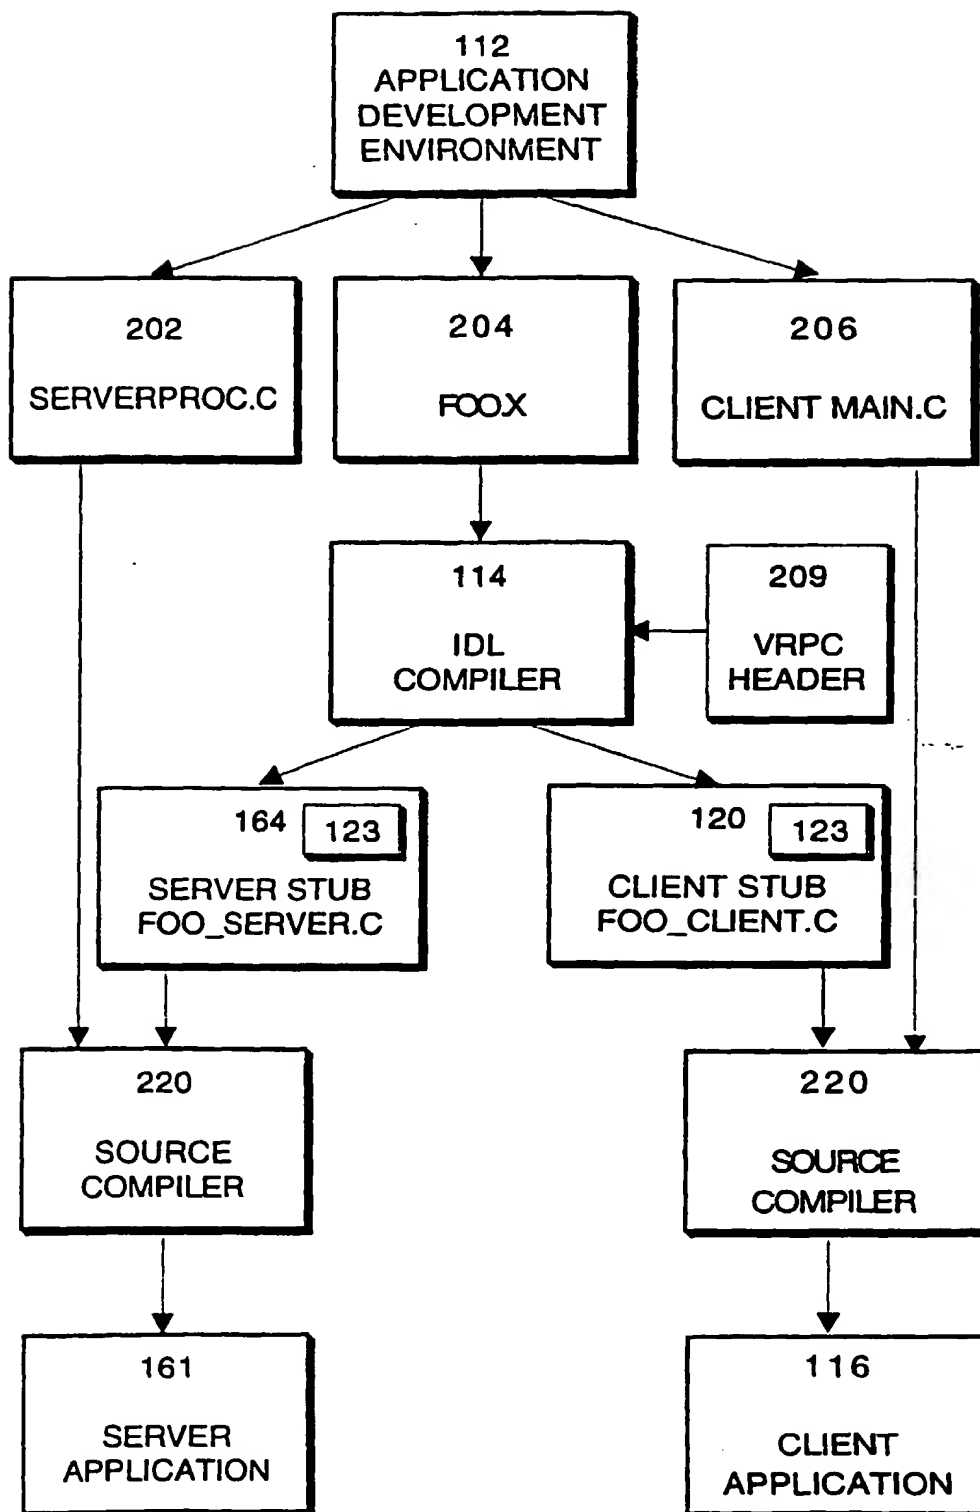 112
APPLICATION
DEVELOPMENT
ENVIRONMENT
202
SERVERPROC.C
204
FOO.X
206
CLIENT MAIN.C
114
IDL
COMPILER
209
VRPC
HEADER
164
123
SERVER STUB
FOO_SERVER.C
120
123
CLIENT STUB
FOO_CLIENT.C
220
SOURCE
COMPILER
220
SOURCE
COMPILER
161
SERVER
APPLICATION
116
CLIENT
APPLICATION